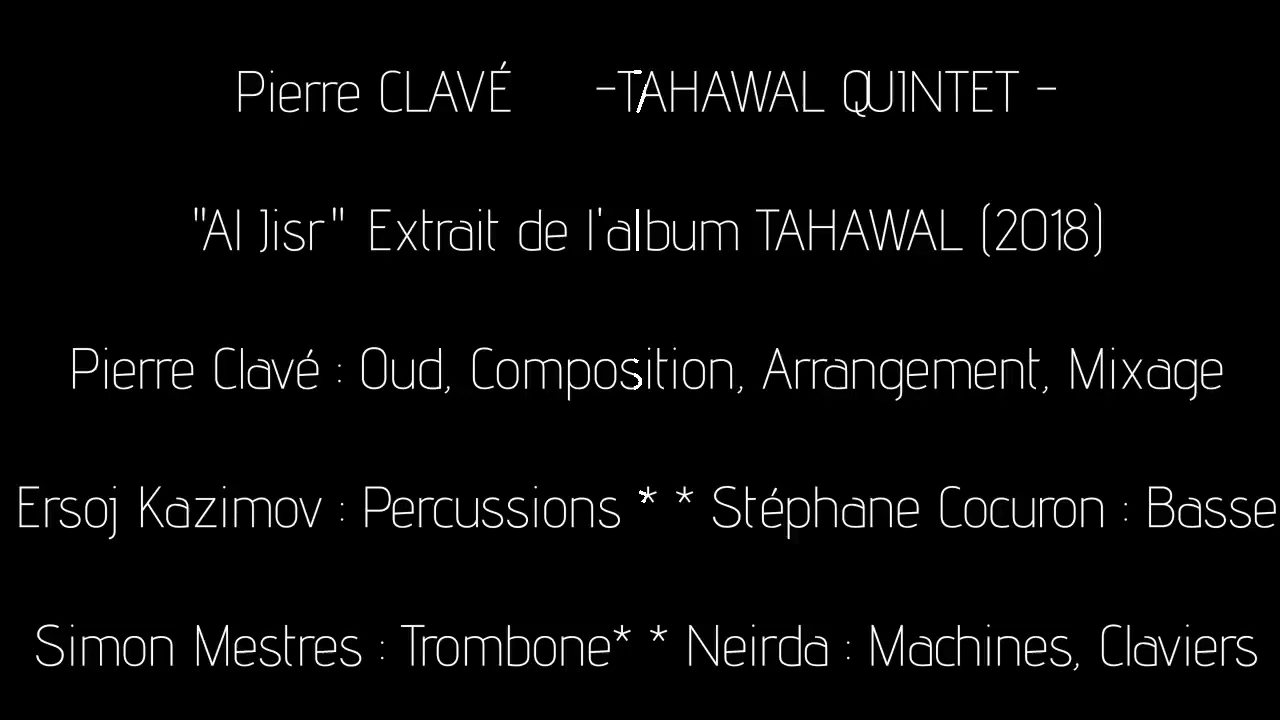 Pierre CLAVÉ -TAHAWAL QUINTET -
"Al Jisr" Extrait de l'album TAHAWAL (2018)
Pierre Clavé : Oud, Composition, Arrangement, Mixage
Ersoj Kazimov : Percussions * * Stéphane Cocuron : Basse
Simon Mestres : Trombone* * Neirda : Machines, Claviers